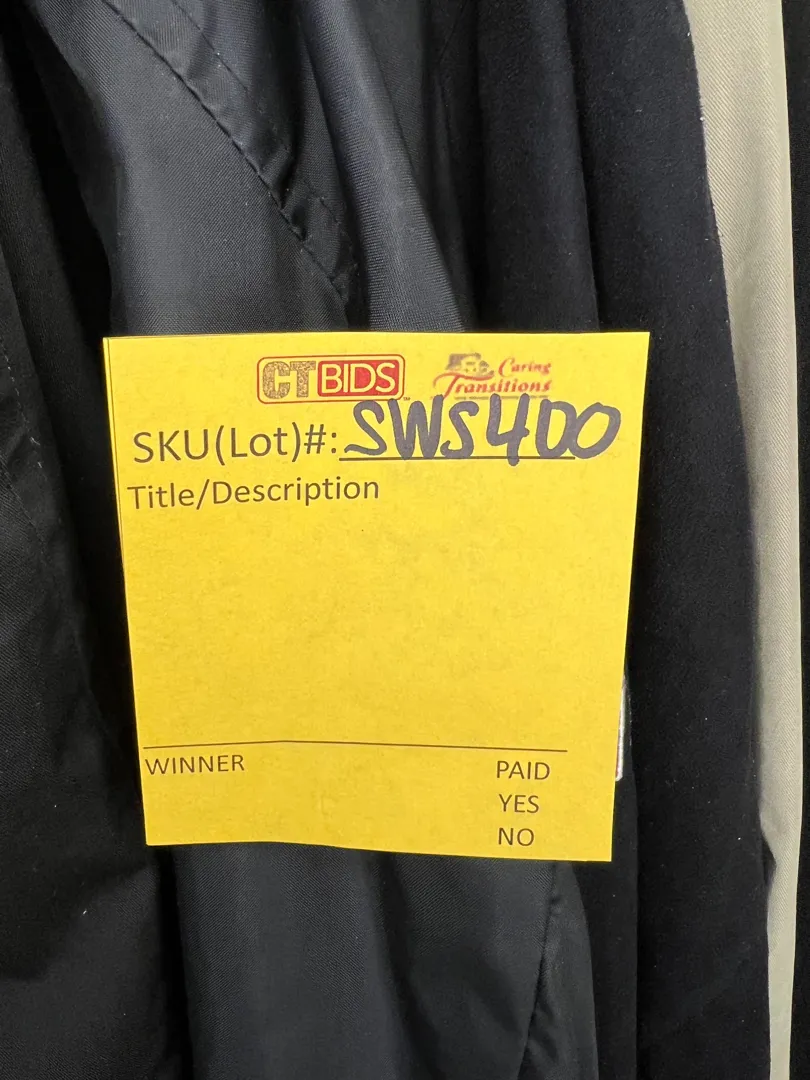 CTBIDS Caring
Transitions
SKU(Lot)#: SWS400
Title/Description
WINNER PAID
YES
NO